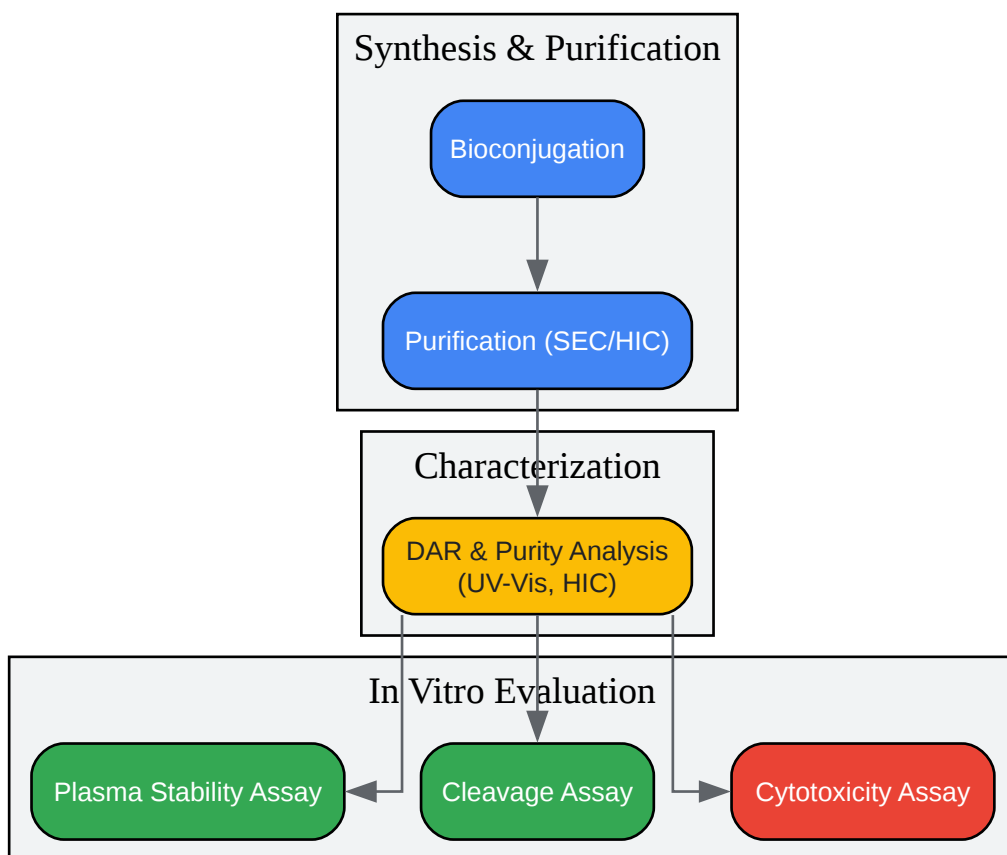 Synthesis & Purification
Bioconjugation
Purification (SEC/HIC)
Characterization
DAR & Purity Analysis
(UV-Vis, HIC)
In Vitro Evaluation
Plasma Stability Assay
Cleavage Assay
Cytotoxicity Assay